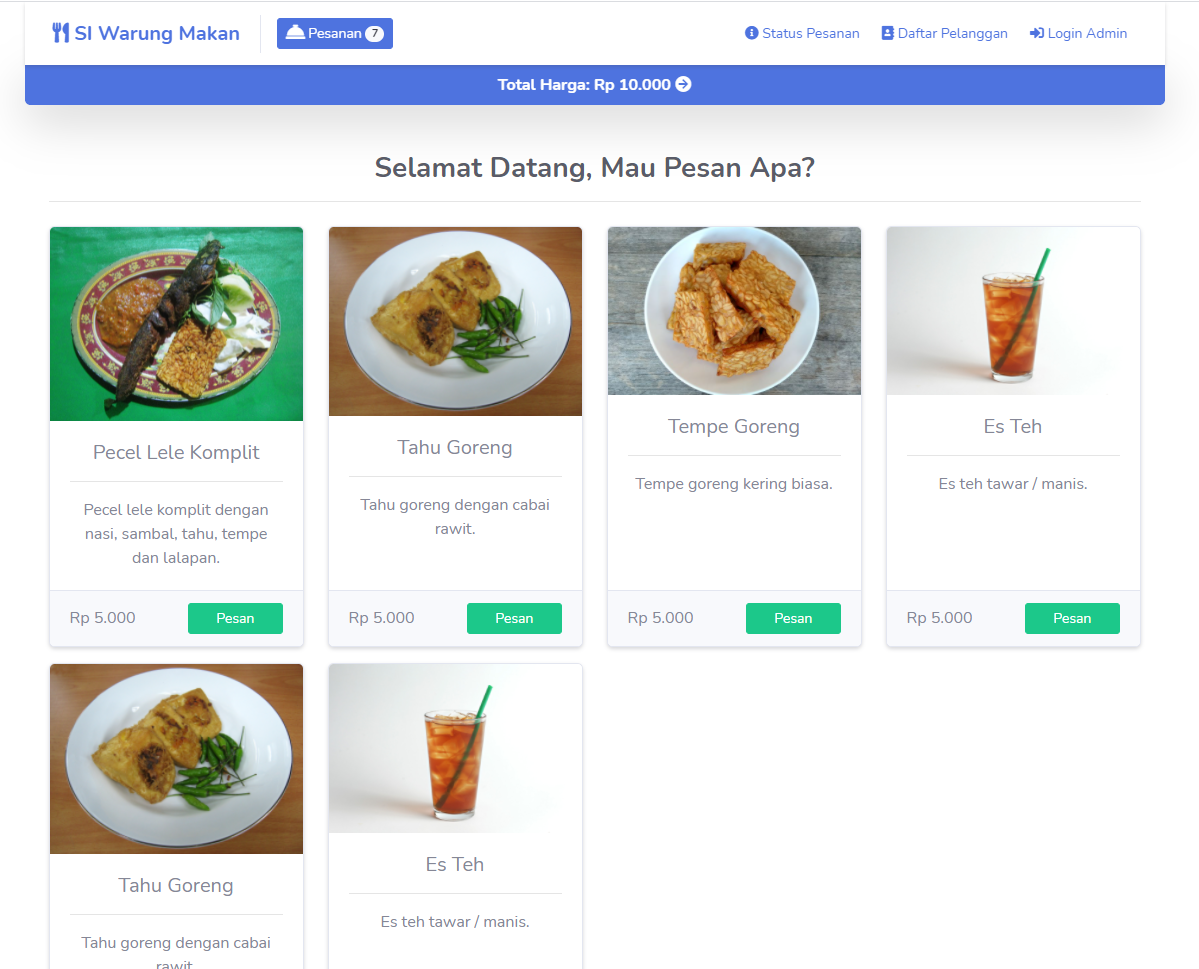 SI Warung Makan
Pesanan 7
Status Pesanan
Daftar Pelanggan
Login Admin
Total Harga: Rp 10.000
Selamat Datang, Mau Pesan Apa?
Pecel Lele Komplit
Pecel lele komplit dengan
nasi, sambal, tahu, tempe
dan lalapan.
Rp 5.000
Pesan
Tahu Goreng
Tahu goreng dengan cabai
rawit.
Rp 5.000
Pesan
Tempe Goreng
Tempe goreng kering biasa.
Rp 5.000
Pesan
Es Teh
Es teh tawar / manis.
Rp 5.000
Pesan
Tahu Goreng
Tahu goreng dengan cabai
rawit.
Es Teh
Es teh tawar / manis.